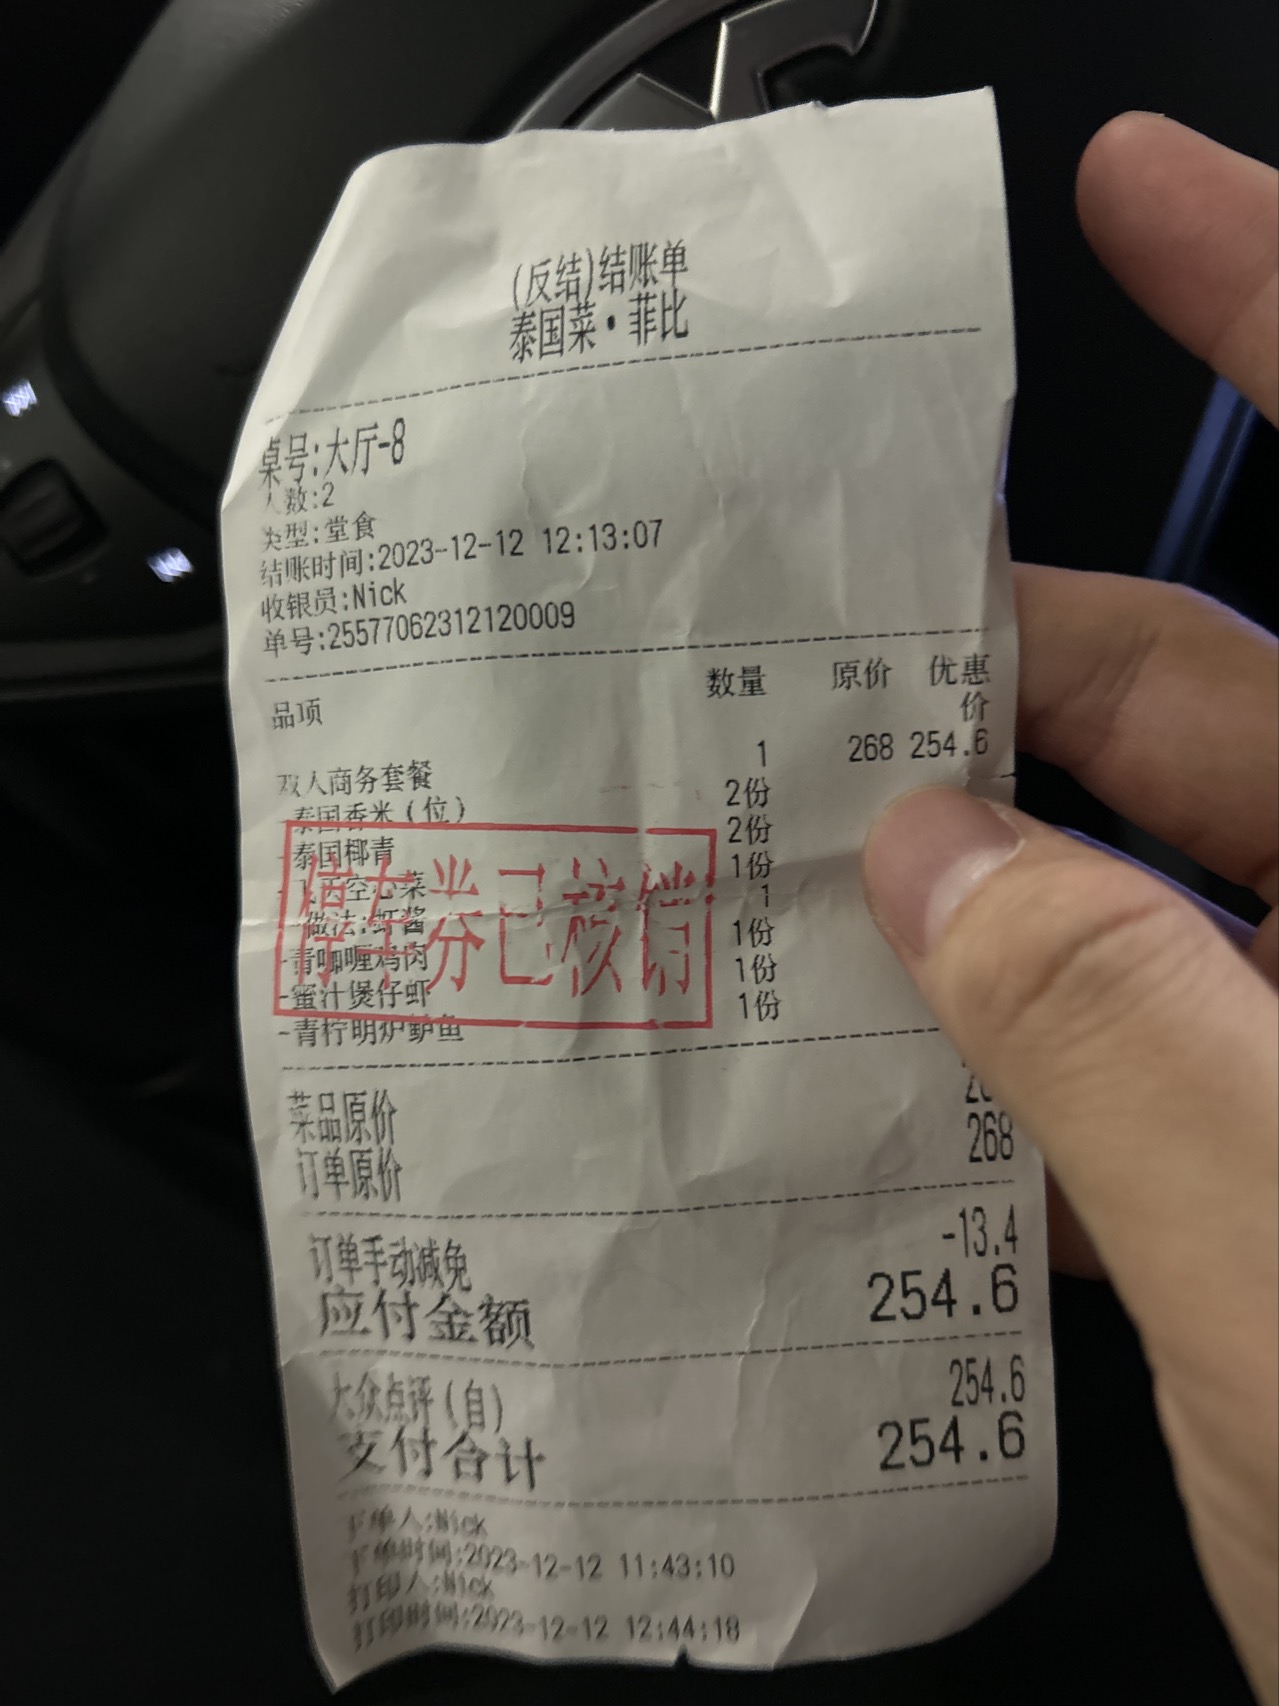 (反结)结账单
泰国菜·菲比
桌号:大厅-8
人数:2
类型:堂食
结账时间:2023-12-12 12:13:07
收银员:Nick
单号:25577062312120009
品项 数量 原价 优惠价
双人商务套餐 1 268 254.6
-泰国香米(位) 2份
-泰国椰青 2份
-飞天空心菜 1份
-做法:虾酱 1
-青咖喱鸡肉 1份
-蜜汁煲仔虾 1份
-青柠明炉鲈鱼 1份
停车券已核销
菜品原价
订单原价 268
订单手动减免 -13.4
应付金额 254.6
大众点评(自) 254.6
支付合计 254.6
下单人:Nick
下单时间:2023-12-12 11:43:10
打印人:Nick
打印时间:2023-12-12 12:44:18